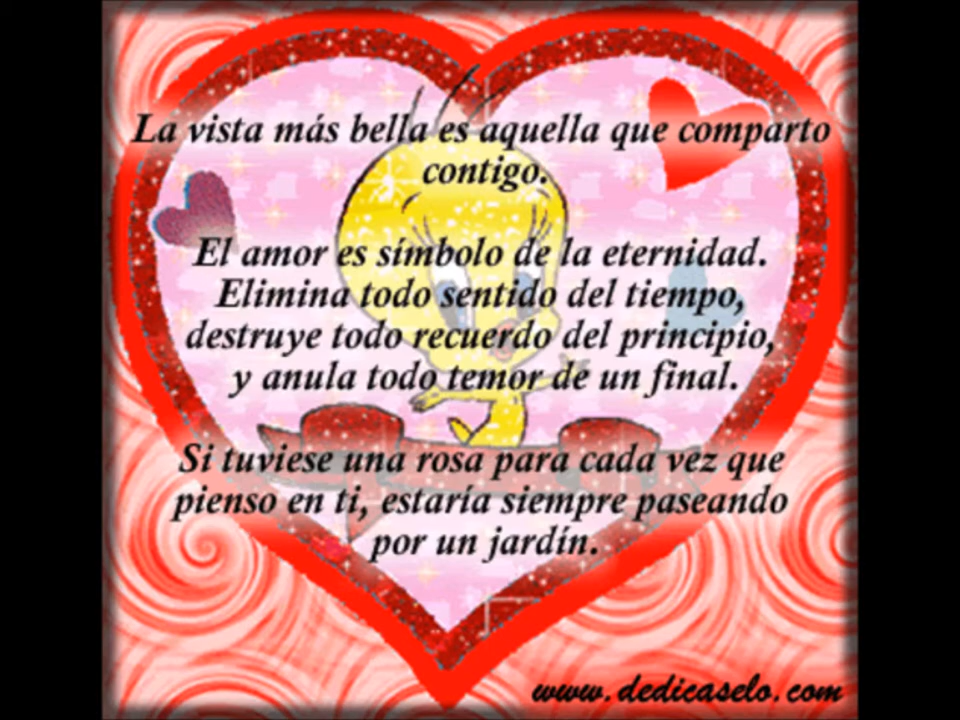 La vista más bella es aquella que comparto
contigo.
El amor es símbolo de la eternidad.
Elimina todo sentido del tiempo,
destruye todo recuerdo del principio,
y anula todo temor de un final.
Si tuviese una rosa para cada vez que
pienso en ti, estaría siempre paseando
por un jardín.
www.dedicaselo.com